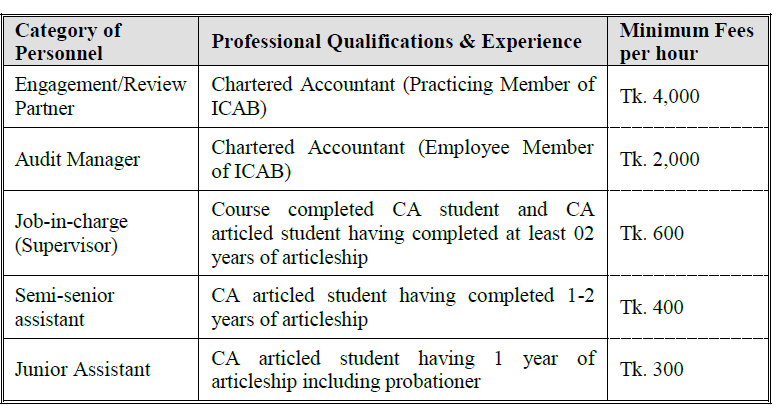 Category of Personnel | Professional Qualifications & Experience | Minimum Fees per hour
Engagement/Review Partner | Chartered Accountant (Practicing Member of ICAB) | Tk. 4,000
Audit Manager | Chartered Accountant (Employee Member of ICAB) | Tk. 2,000
Job-in-charge (Supervisor) | Course completed CA student and CA articled student having completed at least 02 years of articleship | Tk. 600
Semi-senior assistant | CA articled student having completed 1-2 years of articleship | Tk. 400
Junior Assistant | CA articled student having 1 year of articleship including probationer | Tk. 300